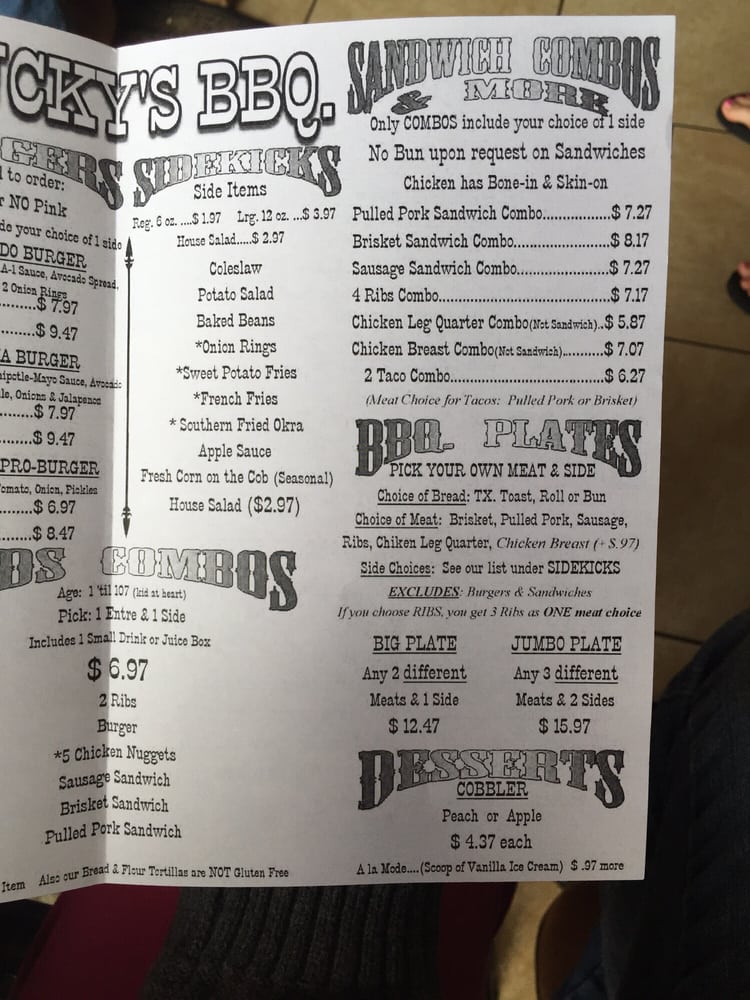 UCKY'S BBQ.
GERS
l to order:
r NO Pink
de your choice of 1 side
DO BURGER
A-1 Sauce, Avocado Spread,
2 Onion Rings
........$ 7.97
........$ 9.47
A BURGER
ipotle-Mayo Sauce, Avocado
le, Onions & Jalapenos
........$ 7.97
........$ 9.47
PRO-BURGER
omato, Onion, Pickles
........$ 6.97
........$ 8.47
SIDEKICKS
Side Items
Reg. 6 oz. ....$ 1.97 Lrg. 12 oz. ...$ 3.97
House Salad.....$ 2.97
Coleslaw
Potato Salad
Baked Beans
*Onion Rings
*Sweet Potato Fries
*French Fries
* Southern Fried Okra
Apple Sauce
Fresh Corn on the Cob (Seasonal)
House Salad ($2.97)
DS COMBOS
Age: 1 'til 107 (kid at heart)
Pick: 1 Entre & 1 Side
Includes 1 Small Drink or Juice Box
$ 6.97
2 Ribs
Burger
*5 Chicken Nuggets
Sausage Sandwich
Brisket Sandwich
Pulled Pork Sandwich
Item Also our Bread & Flour Tortillas are NOT Gluten Free
SANDWICH COMBOS
& MORE
Only COMBOS include your choice of 1 side
No Bun upon request on Sandwiches
Chicken has Bone-in & Skin-on
Pulled Pork Sandwich Combo...............$ 7.27
Brisket Sandwich Combo.....................$ 8.17
Sausage Sandwich Combo....................$ 7.27
4 Ribs Combo......................................$ 7.17
Chicken Leg Quarter Combo(Not Sandwich)..$ 5.87
Chicken Breast Combo(Not Sandwich)..........$ 7.07
2 Taco Combo..................................$ 6.27
(Meat Choice for Tacos: Pulled Pork or Brisket)
BBQ. PLATES
PICK YOUR OWN MEAT & SIDE
Choice of Bread: TX. Toast, Roll or Bun
Choice of Meat: Brisket, Pulled Pork, Sausage,
Ribs, Chiken Leg Quarter, Chicken Breast (+ $.97)
Side Choices: See our list under SIDEKICKS
EXCLUDES: Burgers & Sandwiches
If you choose RIBS, you get 3 Ribs as ONE meat choice
BIG PLATE
Any 2 different
Meats & 1 Side
$ 12.47
JUMBO PLATE
Any 3 different
Meats & 2 Sides
$ 15.97
DESSERTS
COBBLER
Peach or Apple
$ 4.37 each
A la Mode....(Scoop of Vanilla Ice Cream) $ .97 more